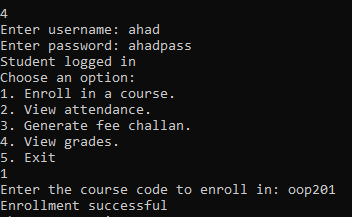 4
Enter username: ahad
Enter password: ahadpass
Student logged in
Choose an option:
1. Enroll in a course.
2. View attendance.
3. Generate fee challan.
4. View grades.
5. Exit
1
Enter the course code to enroll in: oop201
Enrollment successful